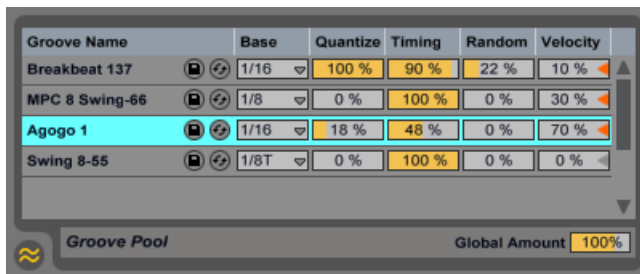 Groove Name Base Quantize Timing Random Velocity
Breakbeat 137 1/16 100 % 90 % 22 % 10 %
MPC 8 Swing-66 1/8 0 % 100 % 0 % 30 %
Agogo 1 1/16 18 % 48 % 0 % 70 %
Swing 8-55 1/8T 0 % 100 % 0 % 0 %
Groove Pool Global Amount 100%